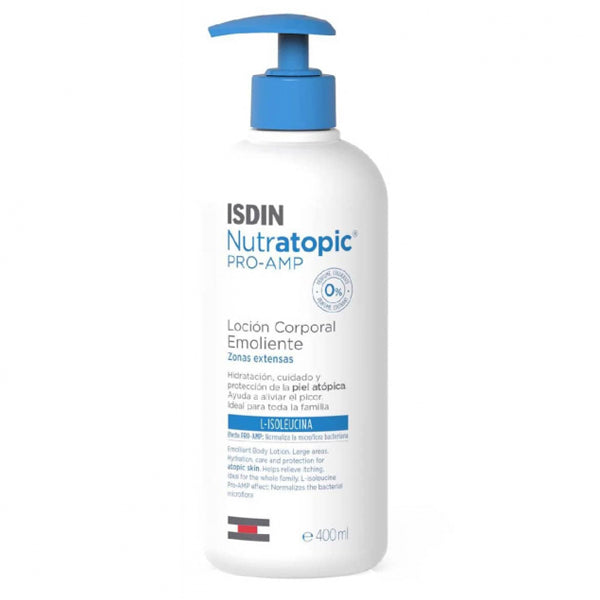 ISDIN
Nutratopic®
PRO-AMP
0%
Loción Corporal
Emoliente
Zonas extensas
Hidratación, cuidado y
protección de la piel atópica.
Ayuda a aliviar el picor.
Ideal para toda la familia
L-ISOLEUCINA
Efecto PRO-AMP: Normaliza la microflora bacteriana
Emollient Body Lotion. Large areas.
Hydration, care and protection for
atopic skin. Helps relieve itching.
Ideal for the whole family. L-isoleucine
Pro-AMP effect: Normalizes the bacterial
microflora
e 400ml